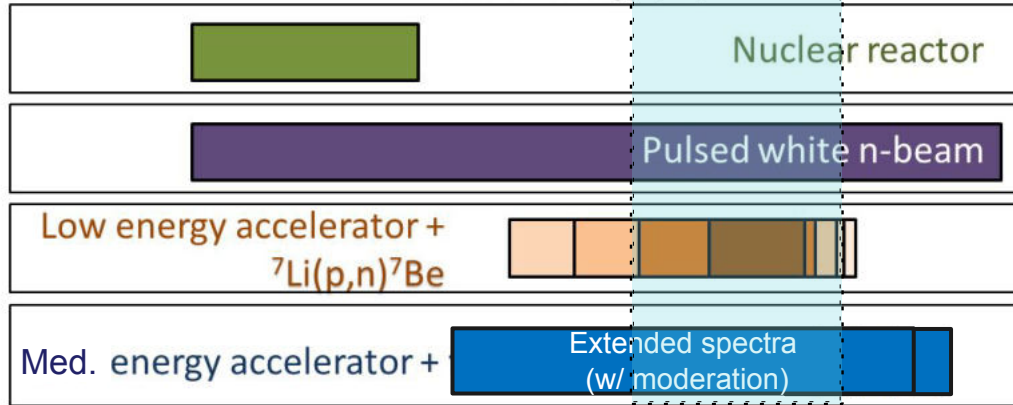 Nuclear reactor
Pulsed white n-beam
Low energy accelerator +
⁷Li(p,n)⁷Be
Med. energy accelerator +
Extended spectra
(w/ moderation)